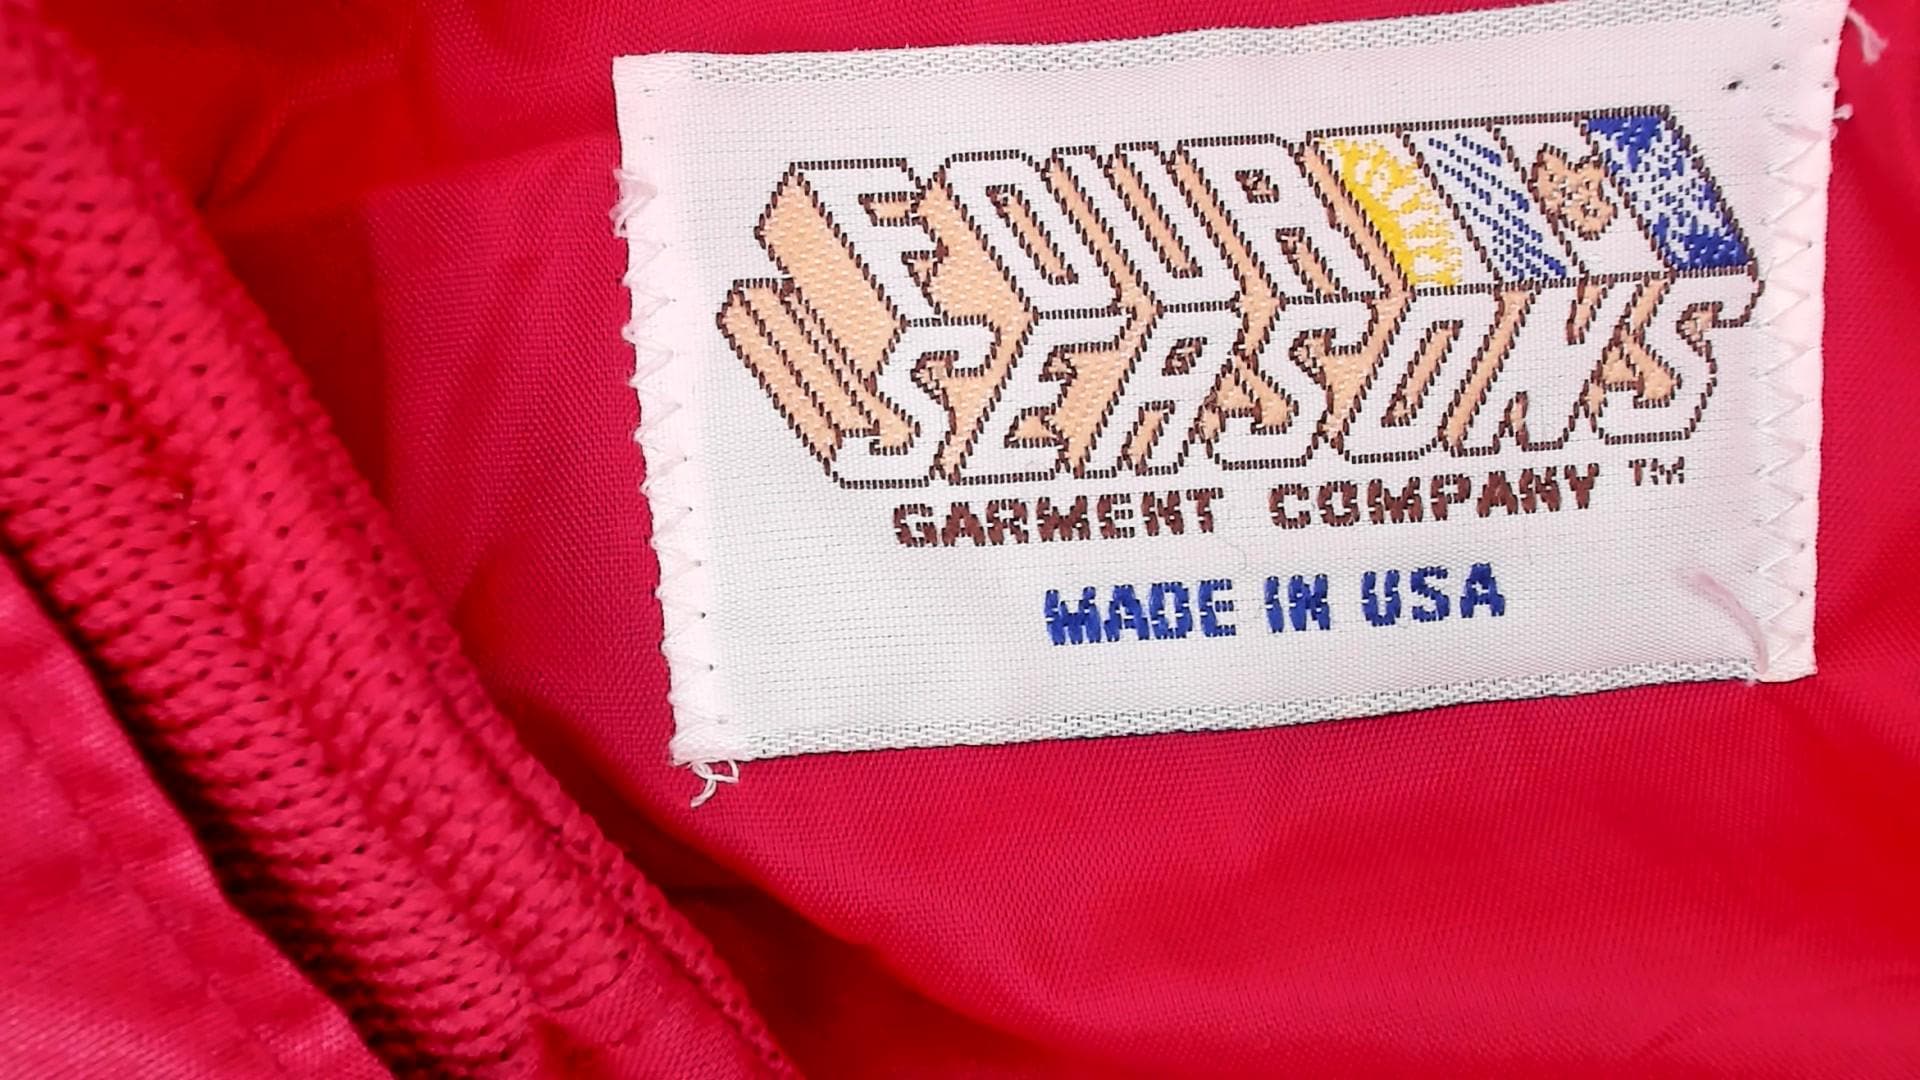 FOUR
SEASONS
GARMENT COMPANY ™
MADE IN USA